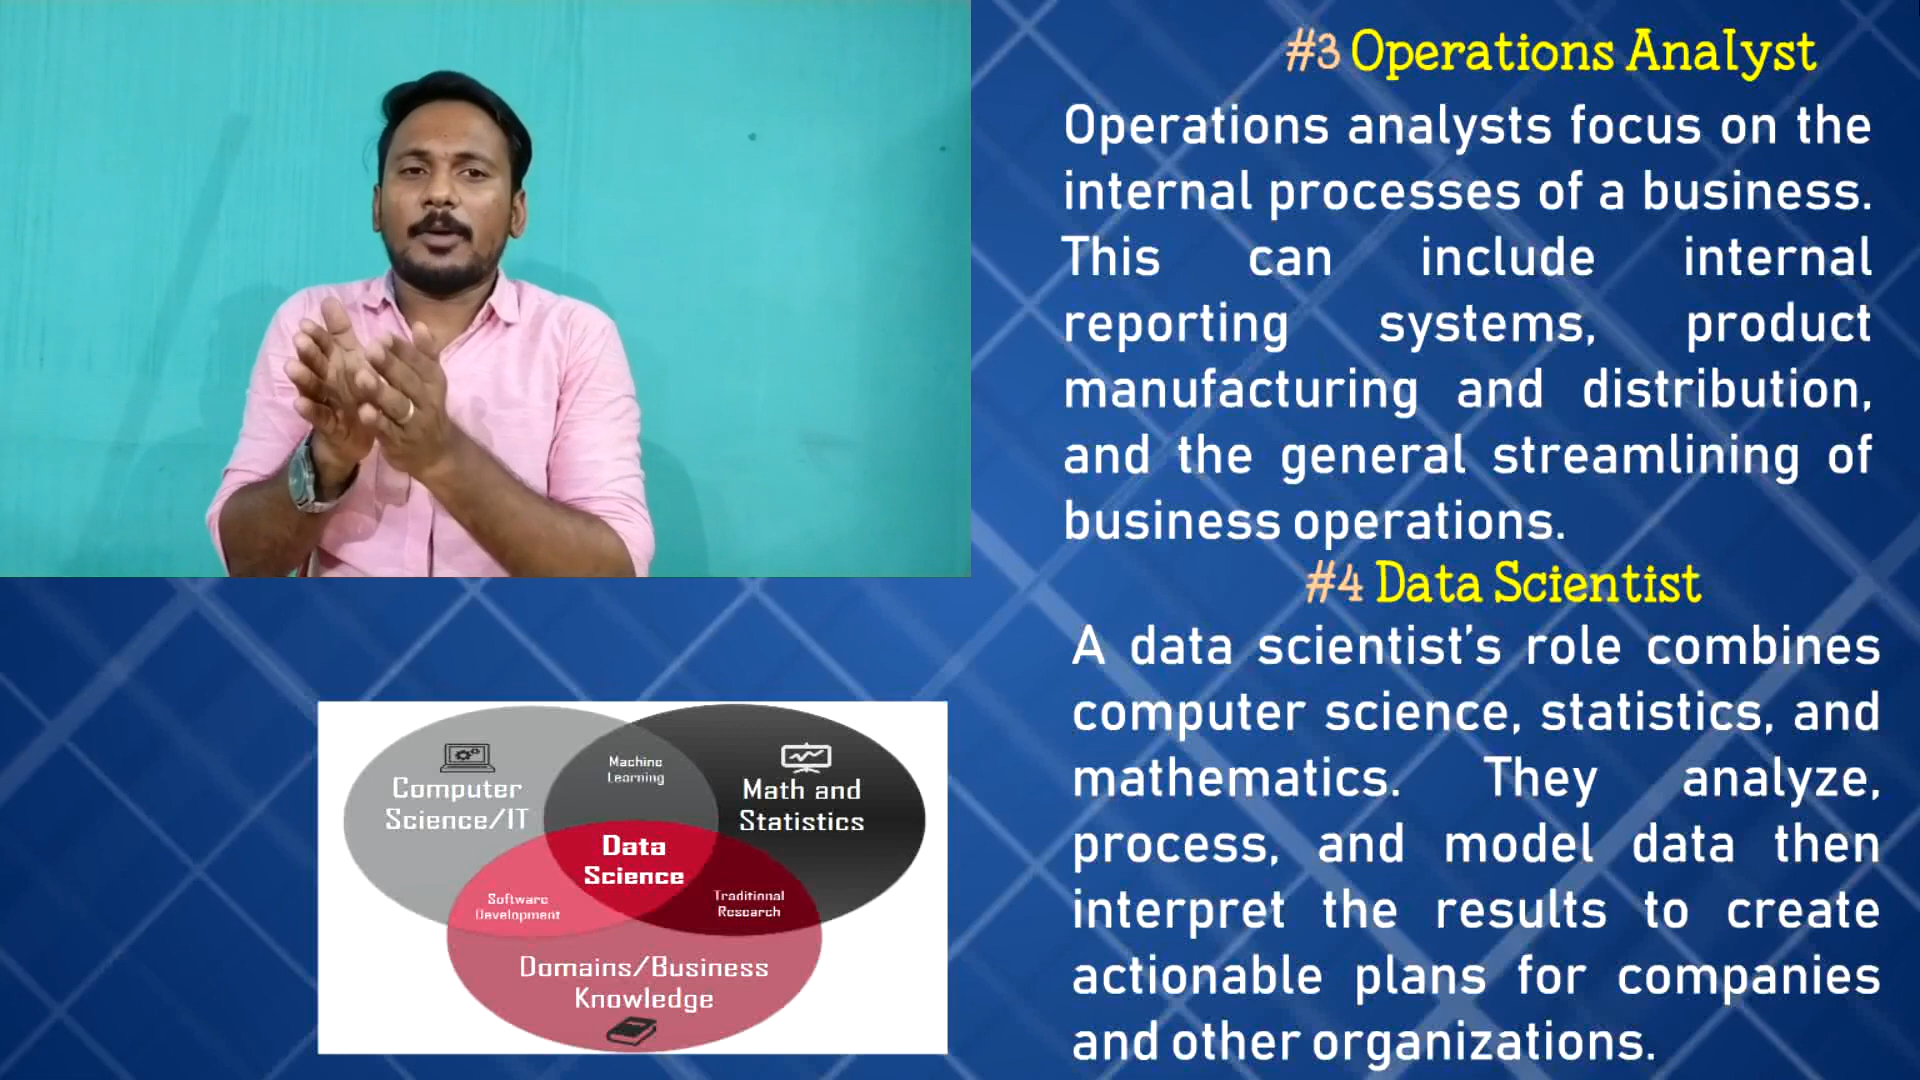 #3 Operations Analyst
Operations analysts focus on the
internal processes of a business.
This can include internal
reporting systems, product
manufacturing and distribution,
and the general streamlining of
business operations.
#4 Data Scientist
A data scientist’s role combines
computer science, statistics, and
mathematics. They analyze,
process, and model data then
interpret the results to create
actionable plans for companies
and other organizations.
Computer
Science/IT
Machine
Learning
Math and
Statistics
Data
Science
Software
Development
Traditional
Research
Domains/Business
Knowledge